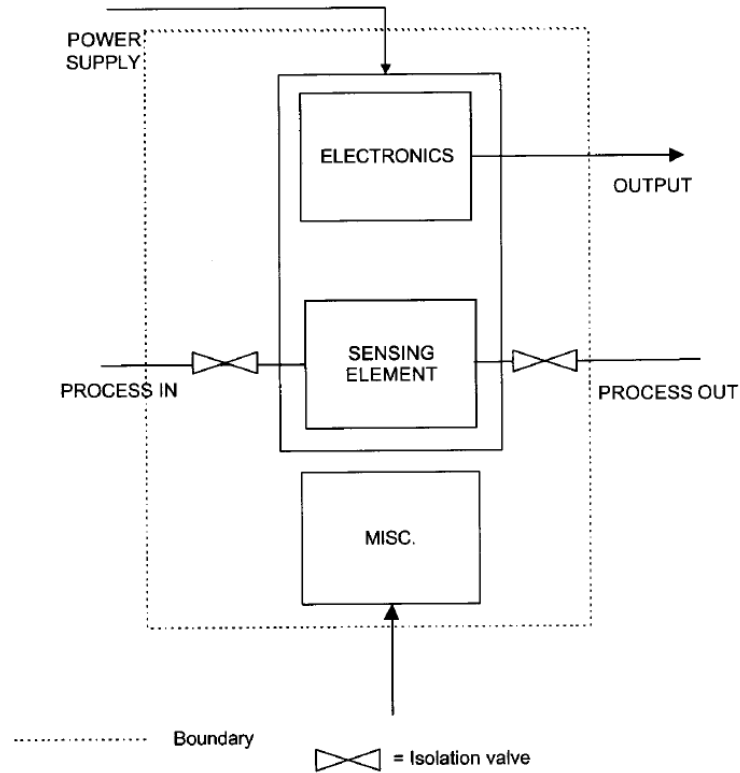 POWER
SUPPLY
ELECTRONICS
OUTPUT
SENSING
ELEMENT
PROCESS IN
PROCESS OUT
MISC.
Boundary
= Isolation valve